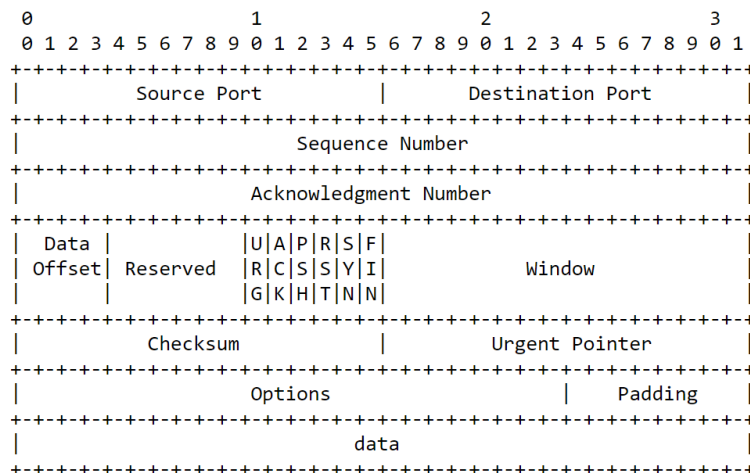 0                   1                   2                   3
 0 1 2 3 4 5 6 7 8 9 0 1 2 3 4 5 6 7 8 9 0 1 2 3 4 5 6 7 8 9 0 1
+-+-+-+-+-+-+-+-+-+-+-+-+-+-+-+-+-+-+-+-+-+-+-+-+-+-+-+-+-+-+-+-+
|          Source Port          |       Destination Port        |
+-+-+-+-+-+-+-+-+-+-+-+-+-+-+-+-+-+-+-+-+-+-+-+-+-+-+-+-+-+-+-+-+
|                        Sequence Number                        |
+-+-+-+-+-+-+-+-+-+-+-+-+-+-+-+-+-+-+-+-+-+-+-+-+-+-+-+-+-+-+-+-+
|                    Acknowledgment Number                      |
+-+-+-+-+-+-+-+-+-+-+-+-+-+-+-+-+-+-+-+-+-+-+-+-+-+-+-+-+-+-+-+-+
|  Data |           |U|A|P|R|S|F|                               |
| Offset| Reserved  |R|C|S|S|Y|I|            Window             |
|       |           |G|K|H|T|N|N|                               |
+-+-+-+-+-+-+-+-+-+-+-+-+-+-+-+-+-+-+-+-+-+-+-+-+-+-+-+-+-+-+-+-+
|           Checksum            |         Urgent Pointer        |
+-+-+-+-+-+-+-+-+-+-+-+-+-+-+-+-+-+-+-+-+-+-+-+-+-+-+-+-+-+-+-+-+
|                    Options                    |    Padding    |
+-+-+-+-+-+-+-+-+-+-+-+-+-+-+-+-+-+-+-+-+-+-+-+-+-+-+-+-+-+-+-+-+
|                             data                              |
+-+-+-+-+-+-+-+-+-+-+-+-+-+-+-+-+-+-+-+-+-+-+-+-+-+-+-+-+-+-+-+-+